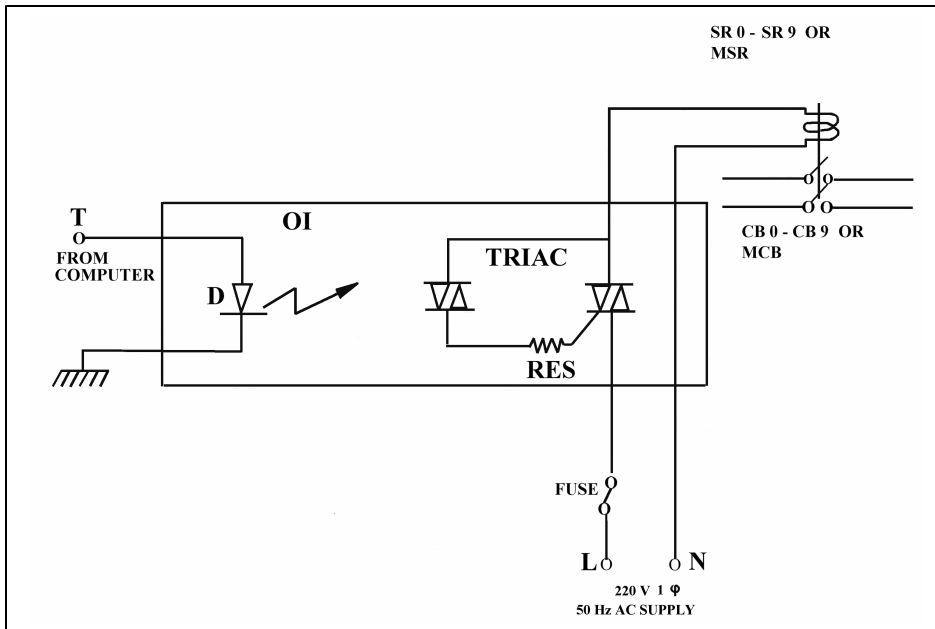 SR 0 - SR 9 OR
MSR
T
FROM
COMPUTER
OI
D
TRIAC
RES
CB 0 - CB 9 OR
MCB
FUSE
L
N
220 V 1 φ
50 Hz AC SUPPLY